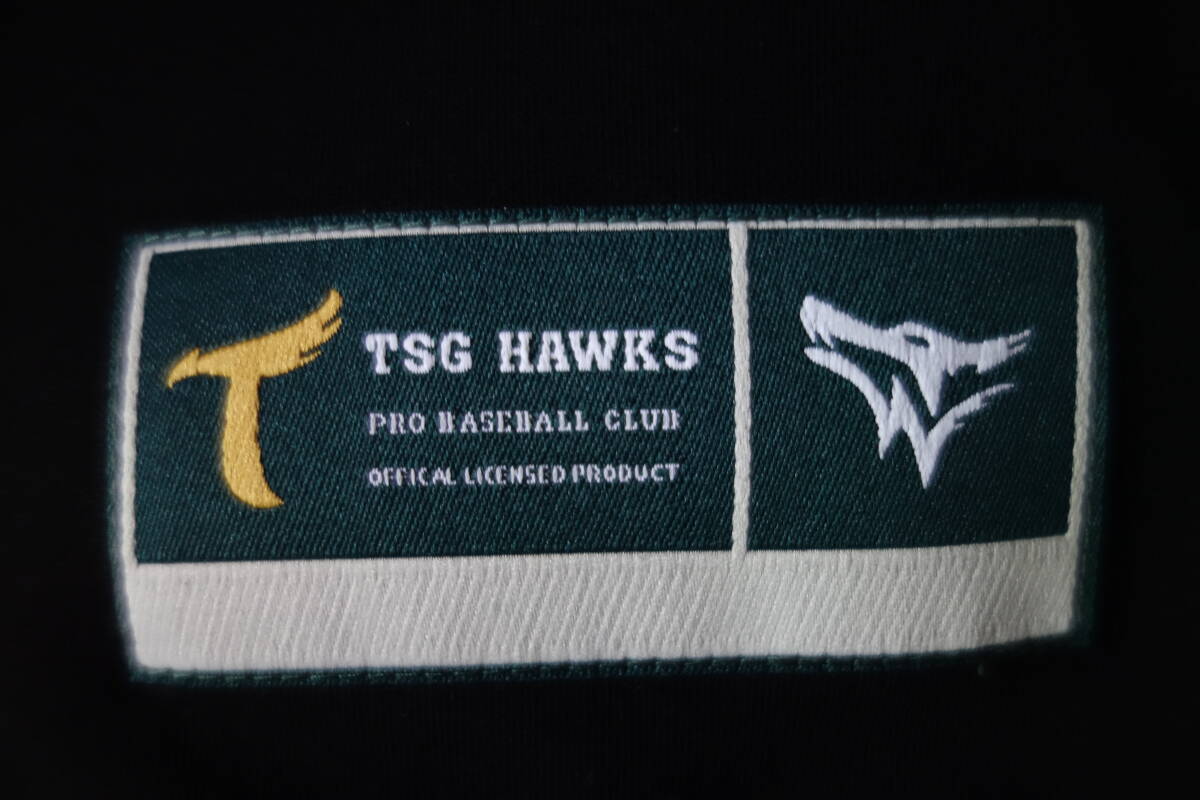 TSG HAWKS
PRO BASEBALL CLUB
OFFICAL LICENSED PRODUCT